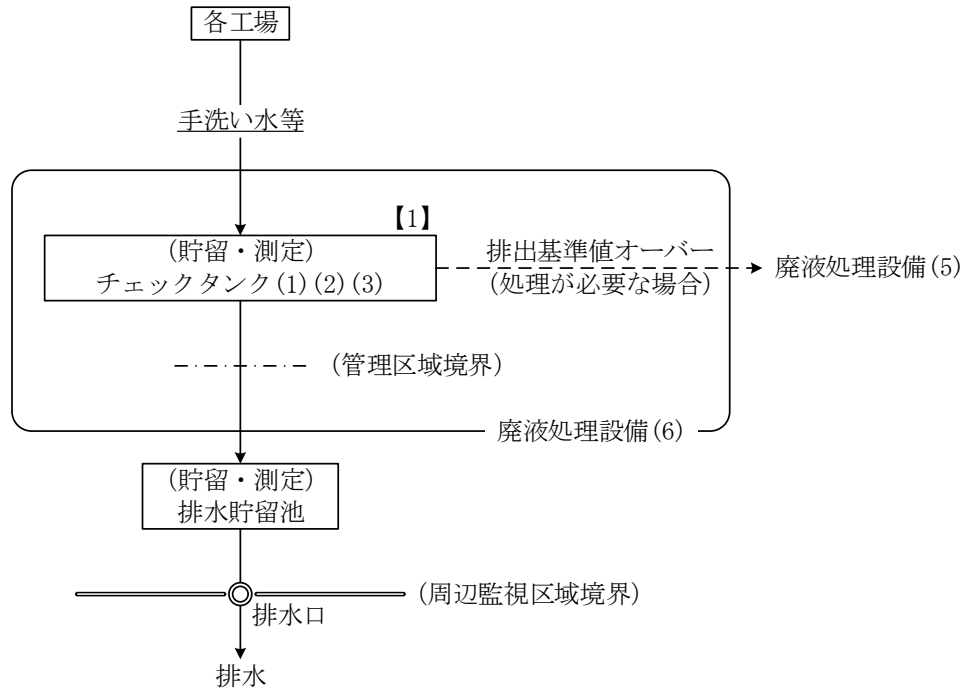 各工場
手洗い水等
【1】
(貯留・測定)
チェックタンク(1)(2)(3)
排出基準値オーバー
(処理が必要な場合)
廃液処理設備(5)
(管理区域境界)
廃液処理設備(6)
(貯留・測定)
排水貯留池
(周辺監視区域境界)
排水口
排水